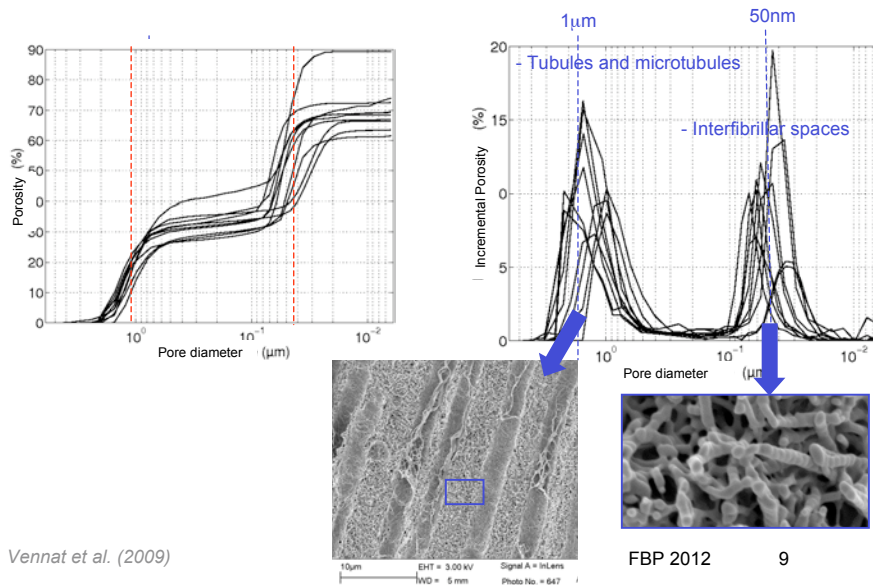 1μm
50nm
90
80
70
60
50
0
0
20
10
0
Porosity (%)
10⁰
10⁻¹
10⁻²
Pore diameter (μm)
20
15
0
5
0
Incremental Porosity (%)
- Tubules and microtubules
- Interfibrillar spaces
10⁰
10⁻¹
10⁻²
Pore diameter
10μm
EHT = 3.00 kV
Signal A = InLens
WD = 5 mm
Photo No. = 647
Vennat et al. (2009)
FBP 2012
9